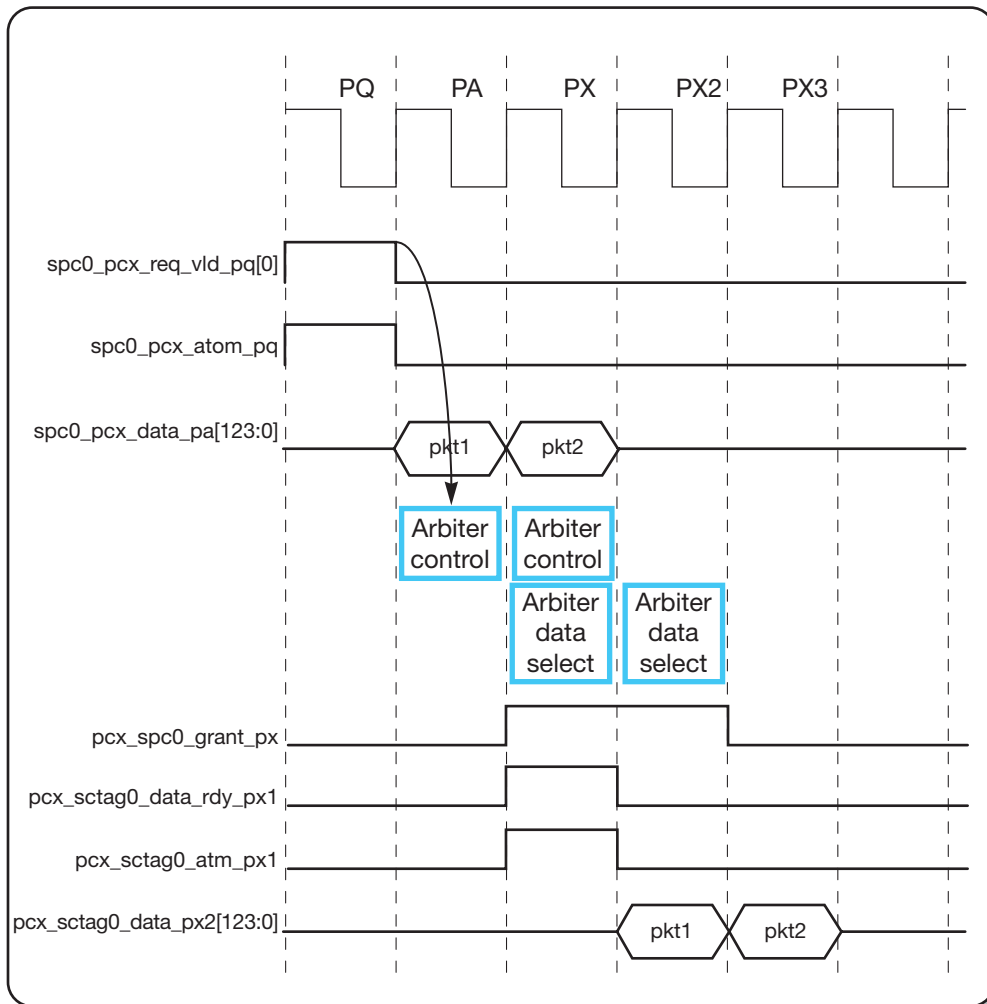 PQ PA PX PX2 PX3
spc0_pcx_req_vld_pq[0]
spc0_pcx_atom_pq
spc0_pcx_data_pa[123:0]
pkt1 pkt2
Arbiter control
Arbiter control
Arbiter data select
Arbiter data select
pcx_spc0_grant_px
pcx_sctag0_data_rdy_px1
pcx_sctag0_atm_px1
pcx_sctag0_data_px2[123:0]
pkt1 pkt2